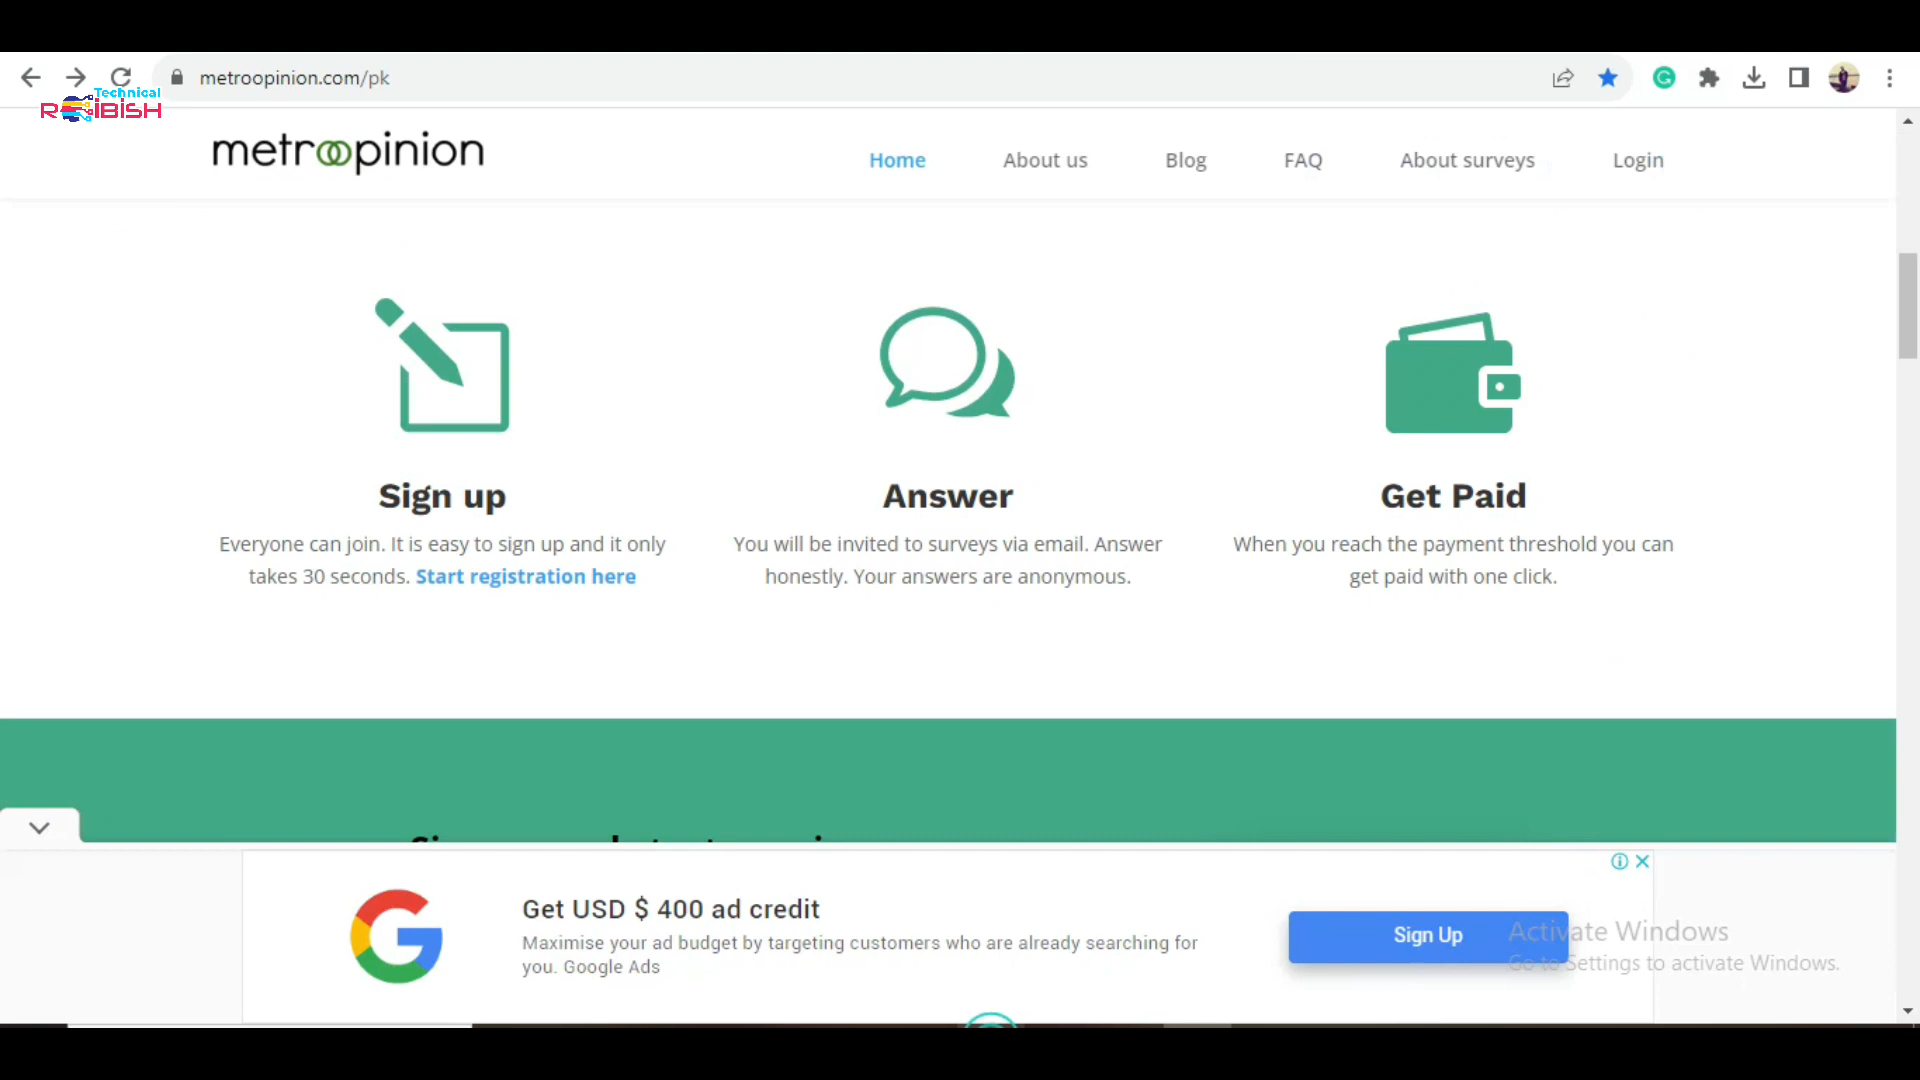 metroopinion.com/pk
Technical
metroopinion
Home
About us
Blog
FAQ
About surveys
Login
Sign up
Everyone can join. It is easy to sign up and it only
takes 30 seconds. Start registration here
Answer
You will be invited to surveys via email. Answer
honestly. Your answers are anonymous.
Get Paid
When you reach the payment threshold you can
get paid with one click.
Get USD $ 400 ad credit
Maximise your ad budget by targeting customers who are already searching for
you. Google Ads
Sign Up
Activate Windows
Go to Settings to activate Windows.